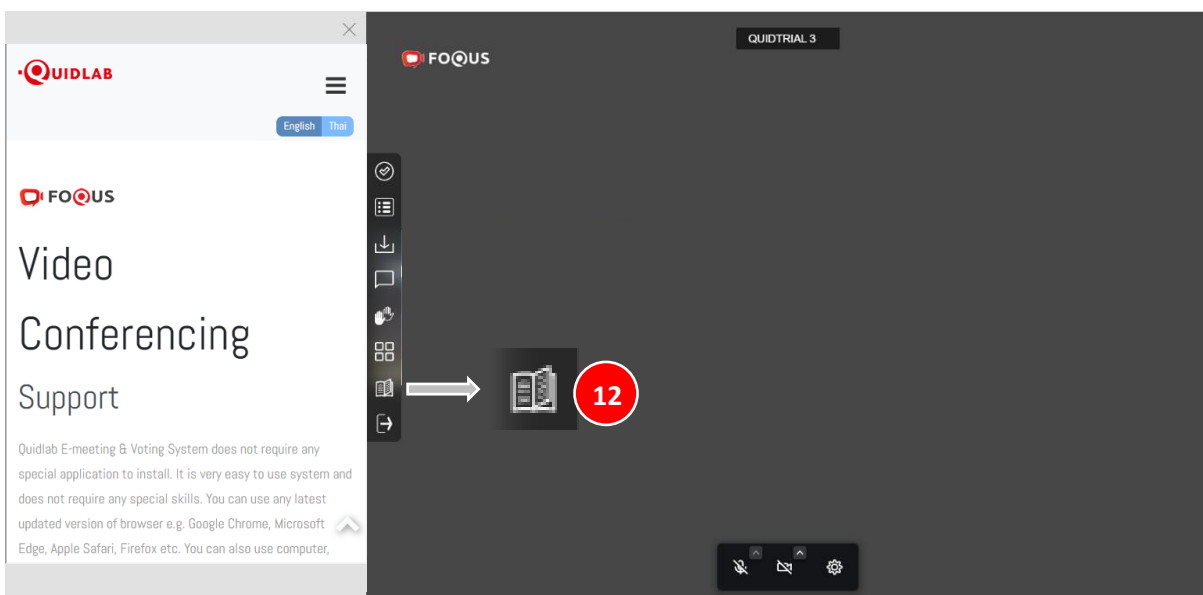 QUIDLAB
English Thai
FOQUS
Video
Conferencing
Support
Quidlab E-meeting & Voting System does not require any
special application to install. It is very easy to use system and
does not require any special skills. You can use any latest
updated version of browser e.g. Google Chrome, Microsoft
Edge, Apple Safari, Firefox etc. You can also use computer,
FOQUS
QUIDTRIAL 3
12